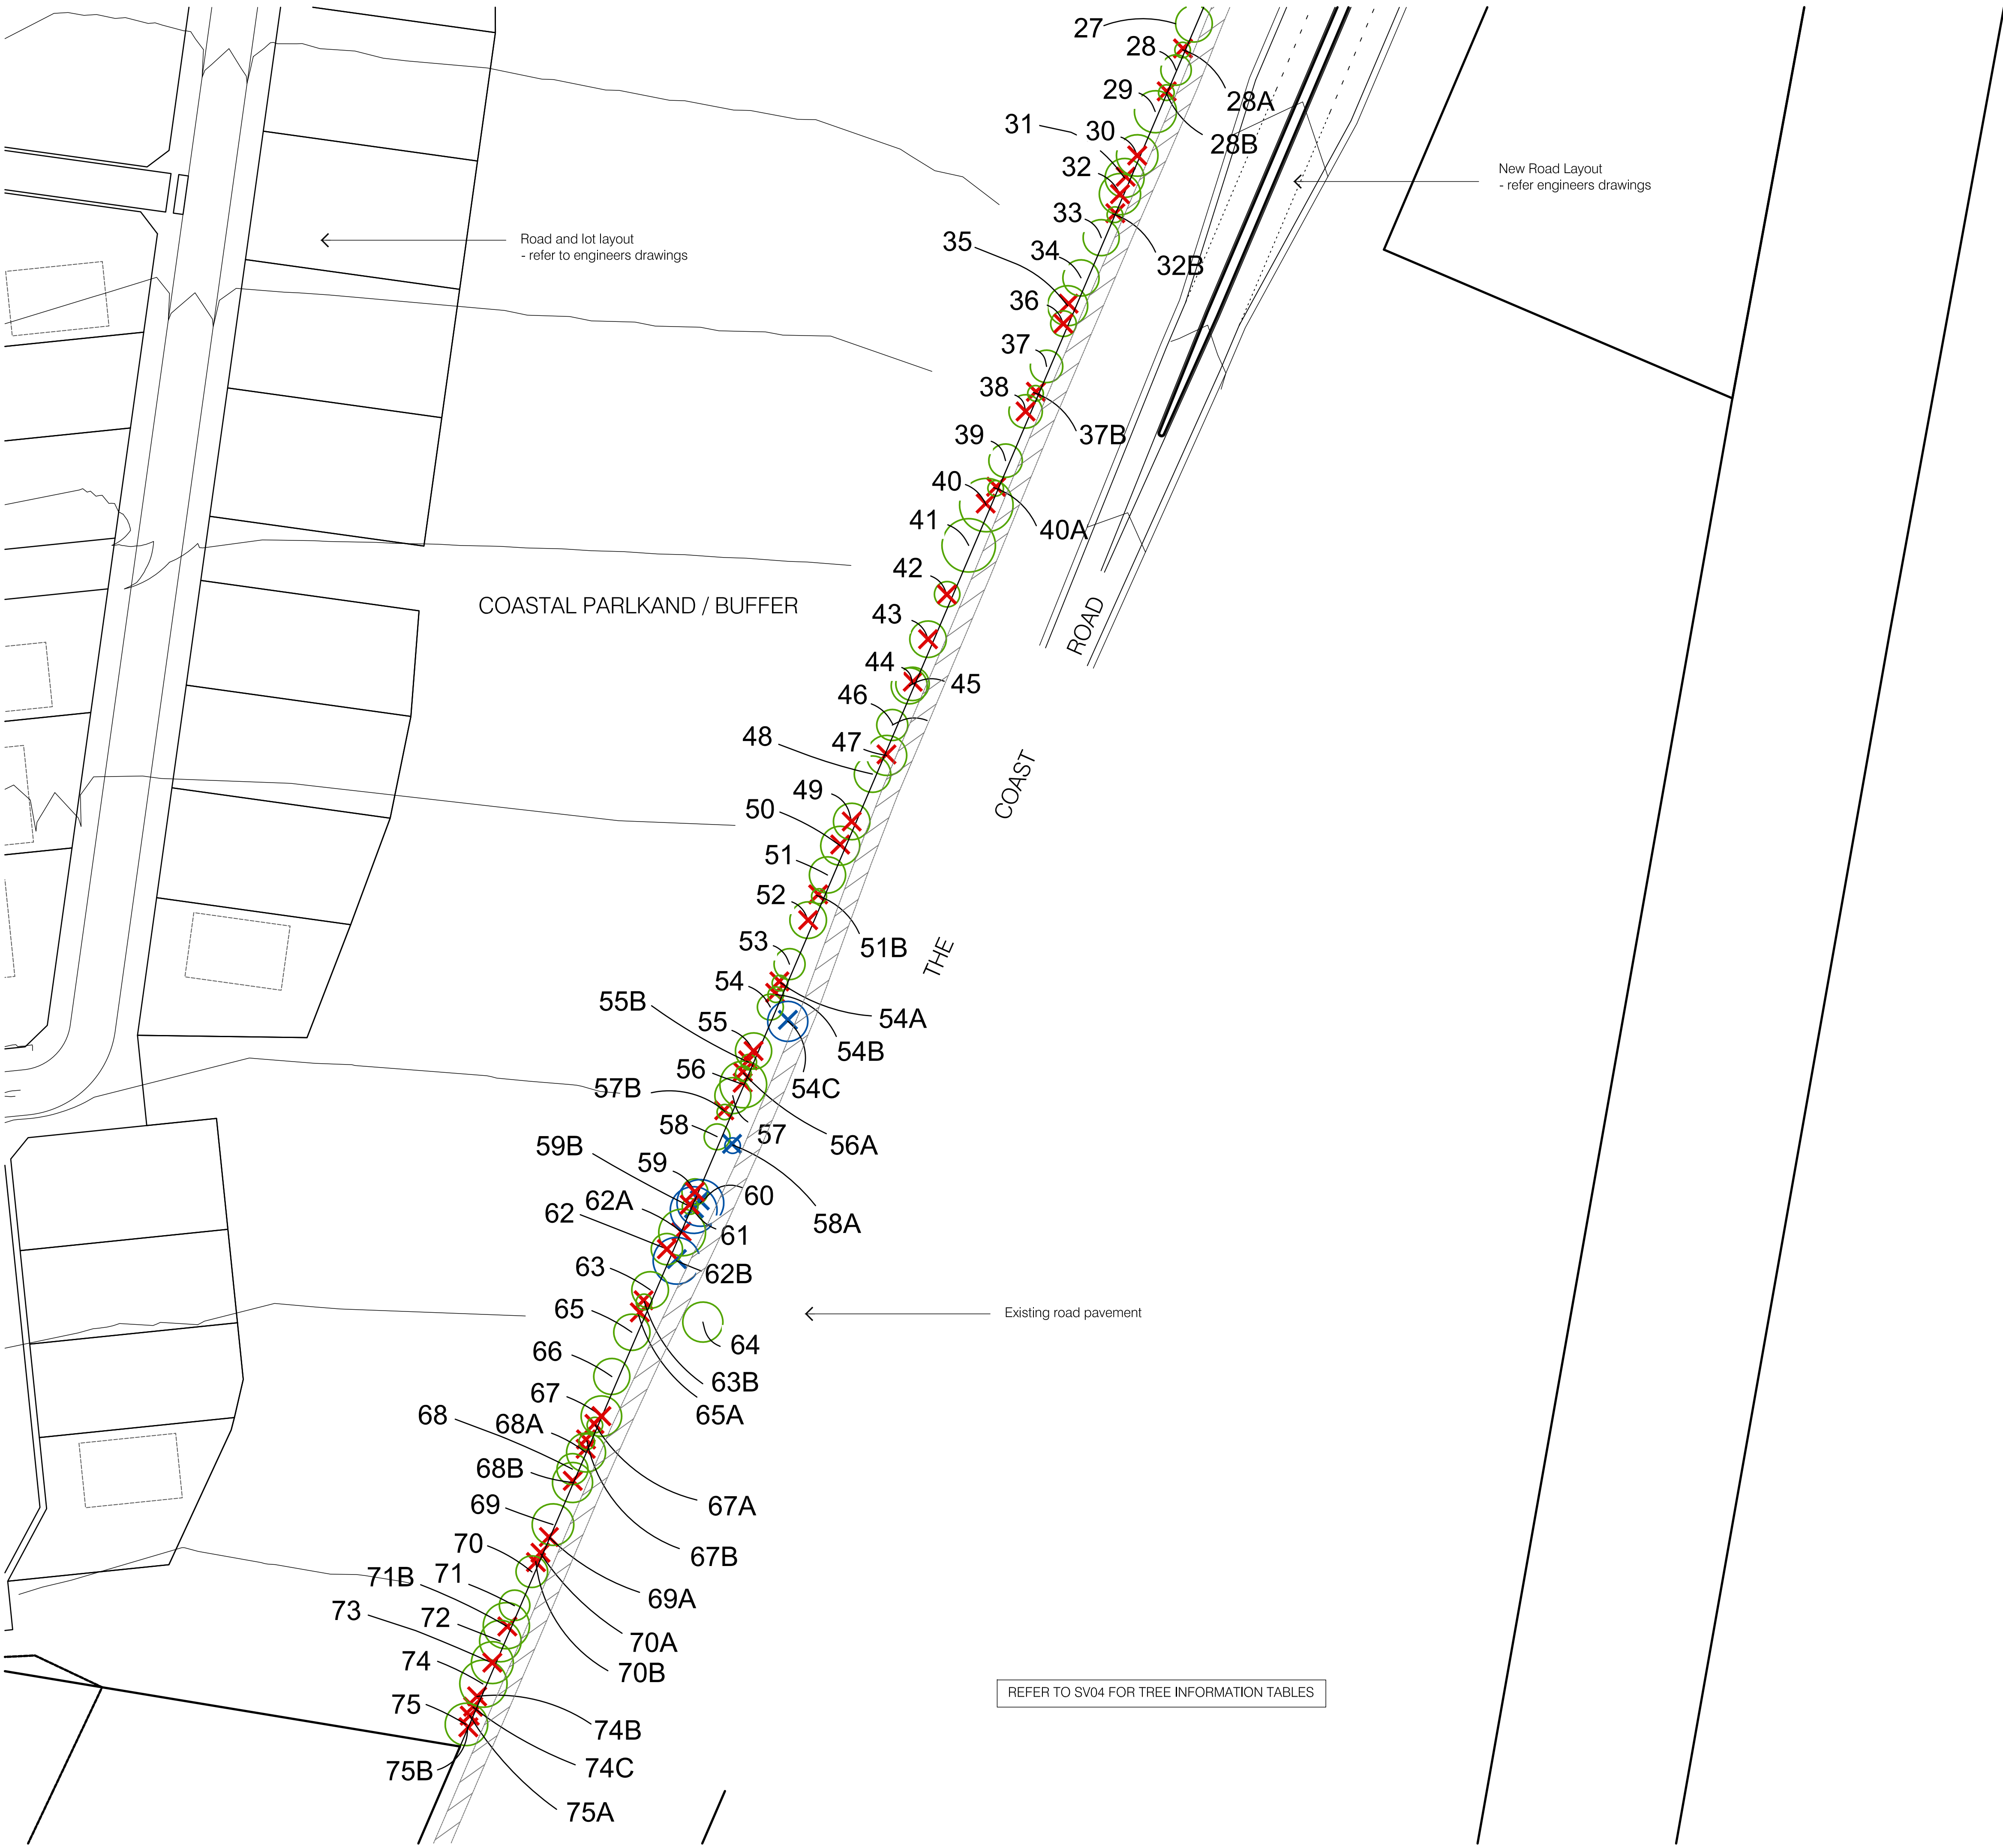 27
28
28A
29
28B
31
30
32
33
32B
35
34
36
37
38
37B
39
40
40A
41
42
43
44
45
46
48
47
49
50
51
52
51B
53
54
54A
55B
55
54B
56
57B
54C
58
57
56A
59B
59
60
62A
62
58A
61
62B
63
65
64
66
63B
67
65A
68
68A
68B
67A
69
70
67B
71B
71
69A
73
72
70A
74
70B
75
74B
75B
74C
75A
New Road Layout
- refer engineers drawings
Road and lot layout
- refer to engineers drawings
COASTAL PARLKAND / BUFFER
THE COAST ROAD
Existing road pavement
REFER TO SV04 FOR TREE INFORMATION TABLES